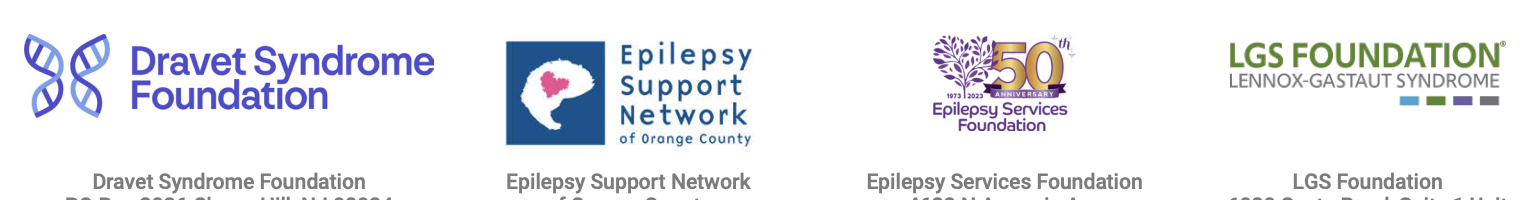 Dravet Syndrome
Foundation
Epilepsy
Support
Network
of Orange County
50th
ANNIVERSARY
1973 2023
Epilepsy Services
Foundation
LGS FOUNDATION®
LENNOX-GASTAUT SYNDROME
Dravet Syndrome Foundation
Epilepsy Support Network
Epilepsy Services Foundation
LGS Foundation